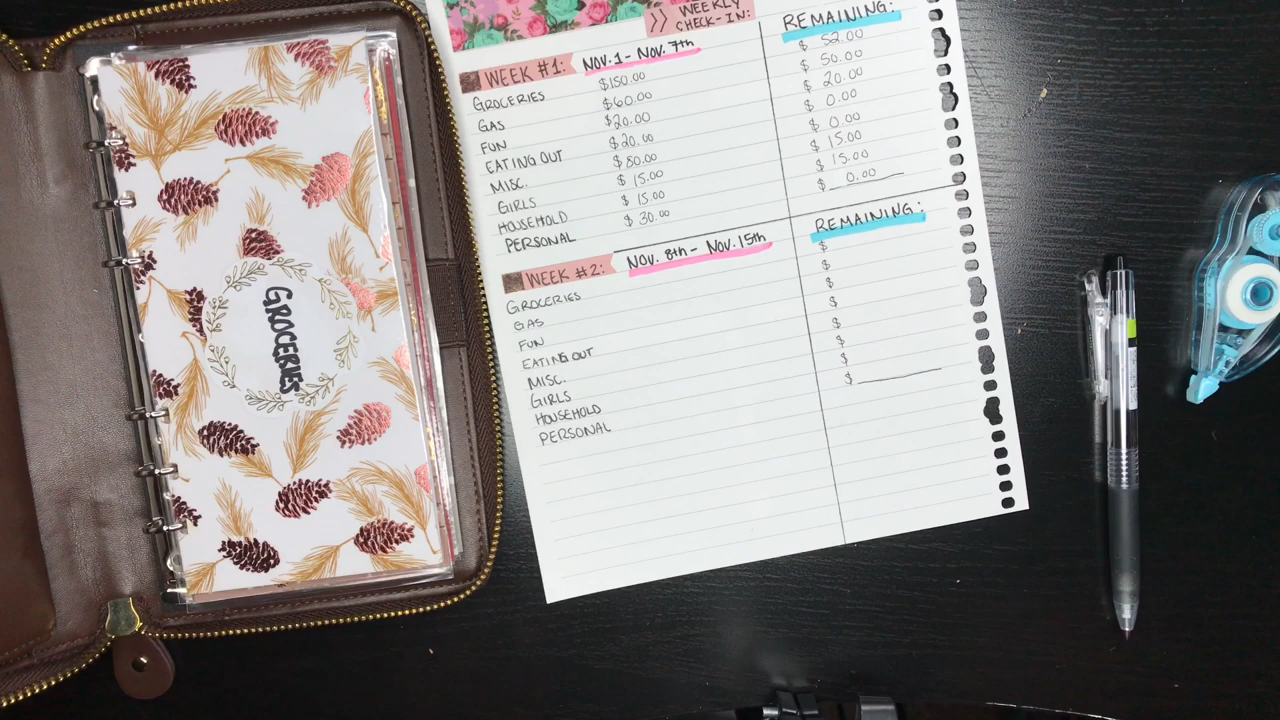 GROCERIES
>> WEEKLY
CHECK-IN:
WEEK #1: NOV. 1 - NOV. 7th REMAINING:
GROCERIES $150.00 $ 52.00
GAS $60.00 $ 50.00
FUN $20.00 $ 20.00
EATING OUT $20.00 $ 0.00
MISC. $80.00 $ 0.00
GIRLS $15.00 $ 15.00
HOUSEHOLD $15.00 $ 15.00
PERSONAL $30.00 $ 0.00
WEEK #2: NOV. 8th - NOV. 15th REMAINING:
GROCERIES $
GAS $
FUN $
EATING OUT $
MISC. $
GIRLS $
HOUSEHOLD $
PERSONAL $